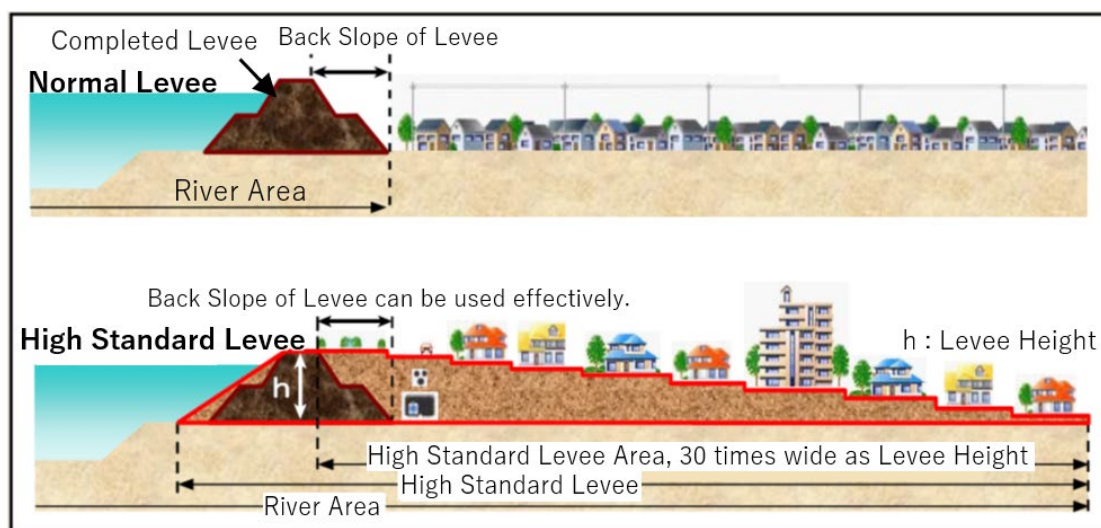 Completed Levee
Back Slope of Levee
Normal Levee
River Area
Back Slope of Levee can be used effectively.
High Standard Levee
h : Levee Height
h
High Standard Levee Area, 30 times wide as Levee Height
High Standard Levee
River Area